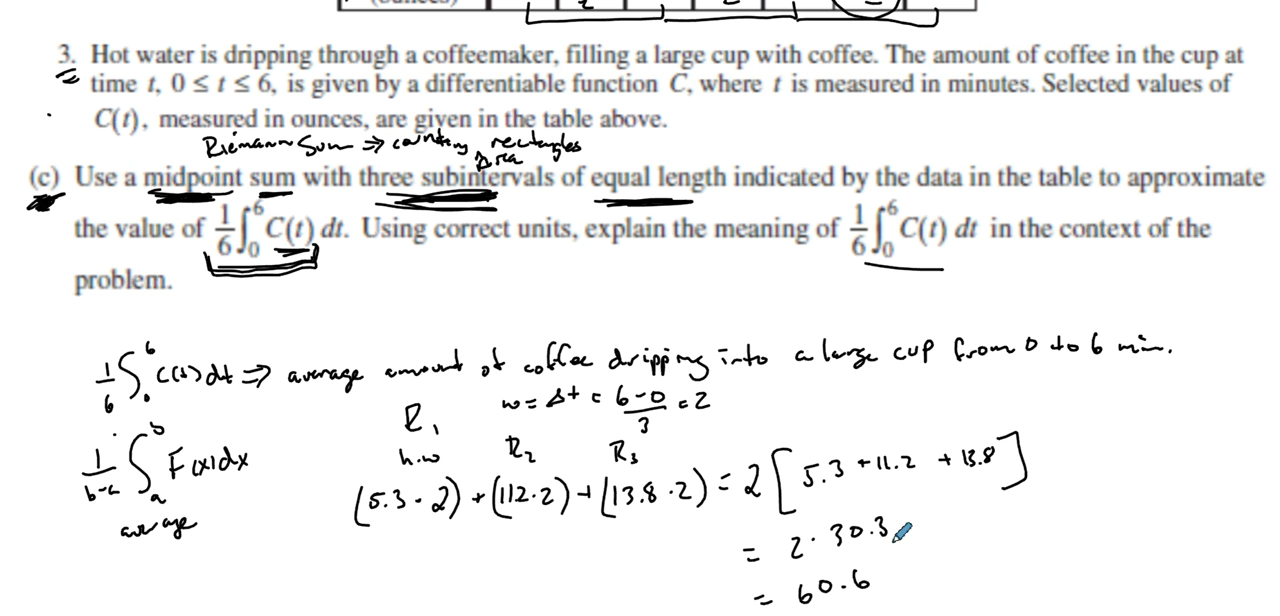 (ounces)
3. Hot water is dripping through a coffeemaker, filling a large cup with coffee. The amount of coffee in the cup at
time t, 0 ≤ t ≤ 6, is given by a differentiable function C, where t is measured in minutes. Selected values of
C(t), measured in ounces, are given in the table above.
Riemann Sum ⇒ counting rectangles
Area
(c) Use a midpoint sum with three subintervals of equal length indicated by the data in the table to approximate
the value of 1/6 ∫₀⁶ C(t) dt. Using correct units, explain the meaning of 1/6 ∫₀⁶ C(t) dt in the context of the
problem.
1/6 ∫₀⁶ C(t) dt ⇒ average amount of coffee dripping into a large cup from 0 to 6 min.
w = Δt = (6-0)/3 = 2
R₁ R₂ R₃
h·w
1/(b-a) ∫ₐᵇ F(x)dx
average
(5.3 · 2) + (112.2) + (13.8 · 2) = 2[5.3 + 11.2 + 13.8]
= 2 · 30.3
= 60.6